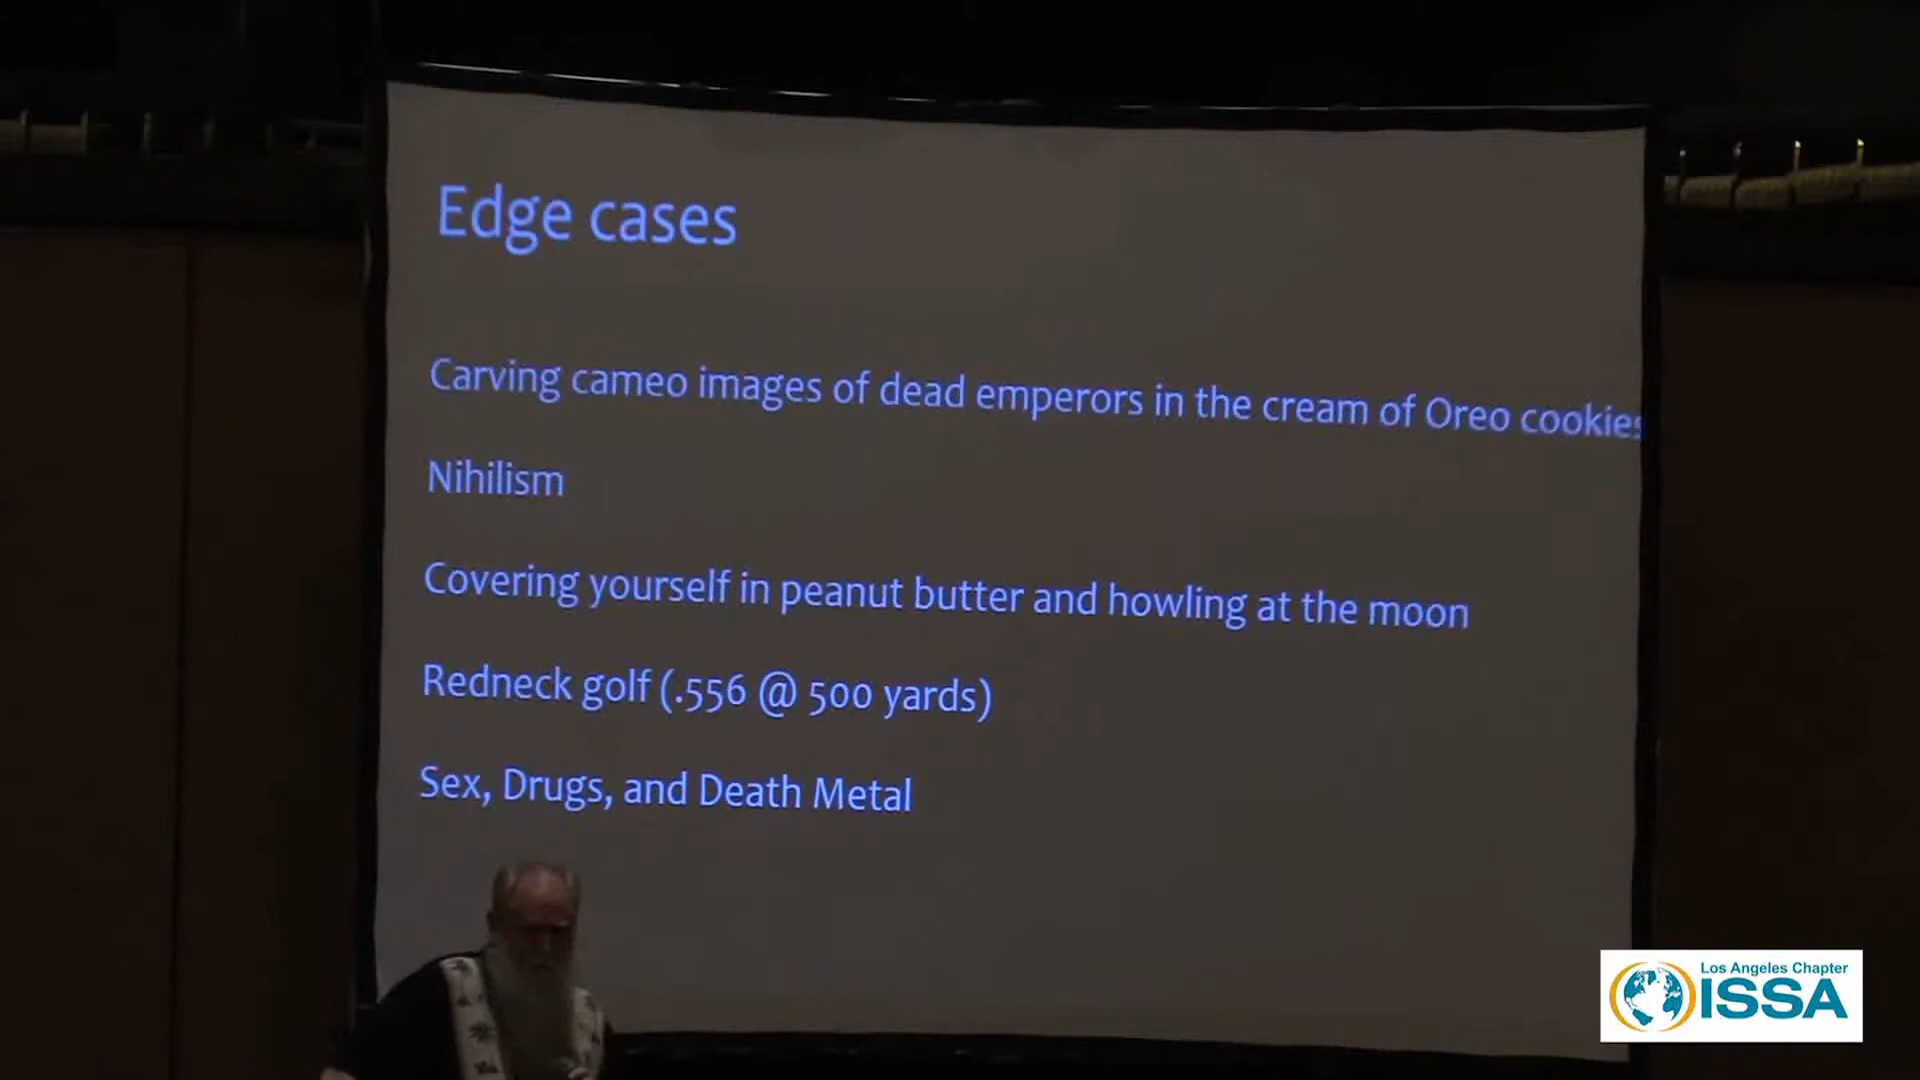 Edge cases
Carving cameo images of dead emperors in the cream of Oreo cookies
Nihilism
Covering yourself in peanut butter and howling at the moon
Redneck golf (.556 @ 500 yards)
Sex, Drugs, and Death Metal
Los Angeles Chapter
ISSA